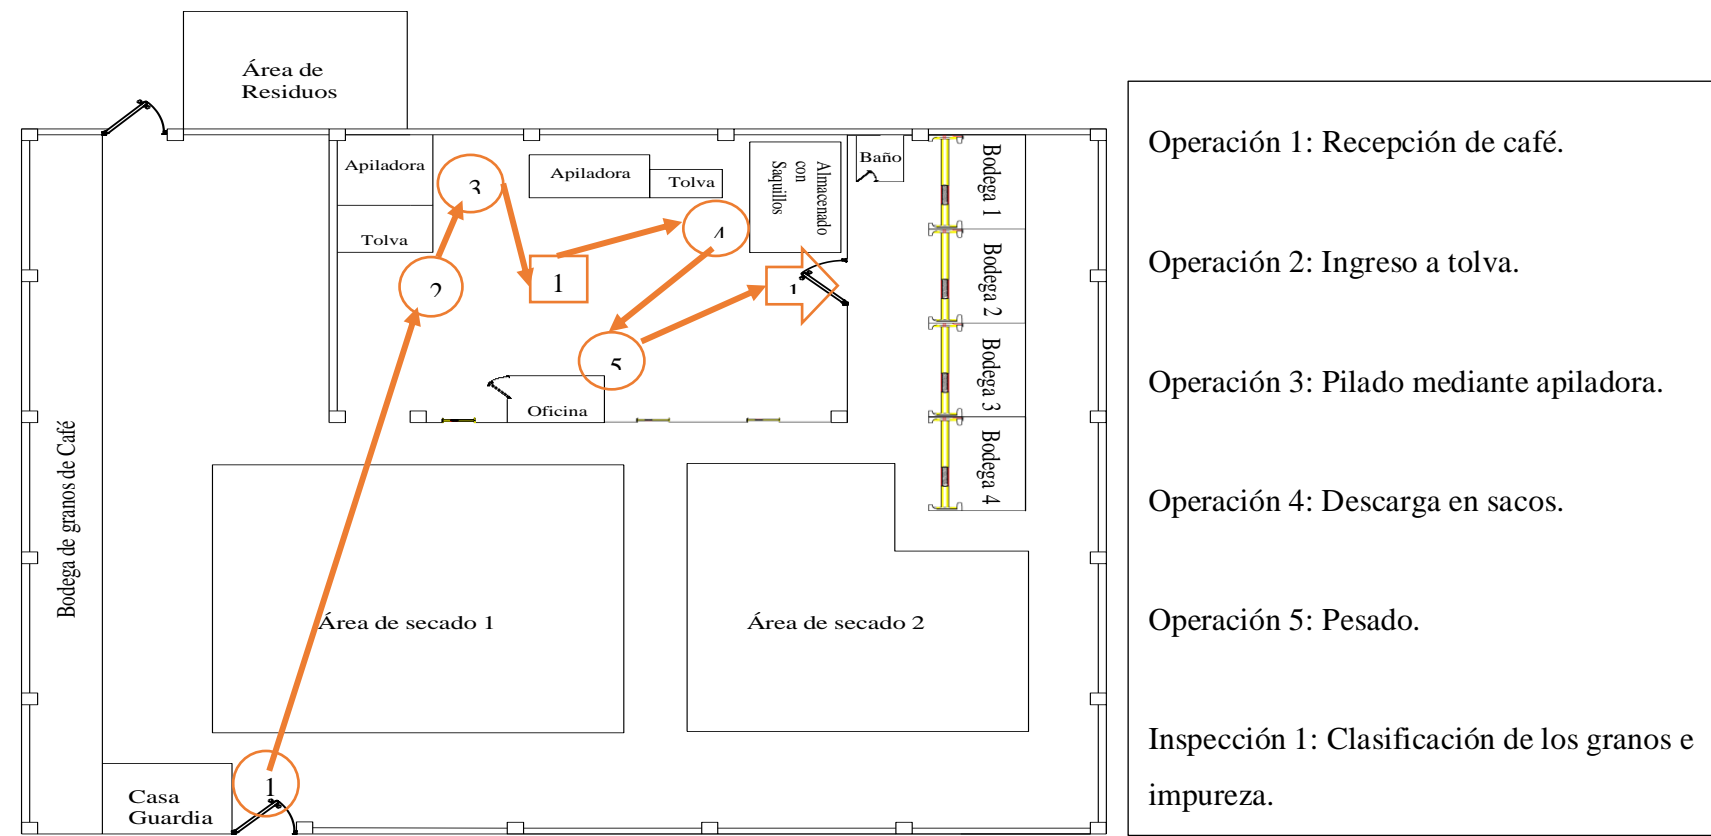 Área de
Residuos
Apiladora
Tolva
3
Apiladora
Tolva
Almacenado
con
Saquillos
Baño
Bodega 1
Bodega 2
Bodega 3
Bodega 4
4
2
1
1
5
Oficina
Bodega de granos de Café
Área de secado 1
Área de secado 2
1
Casa
Guardia
Operación 1: Recepción de café.
Operación 2: Ingreso a tolva.
Operación 3: Pilado mediante apiladora.
Operación 4: Descarga en sacos.
Operación 5: Pesado.
Inspección 1: Clasificación de los granos e
impureza.